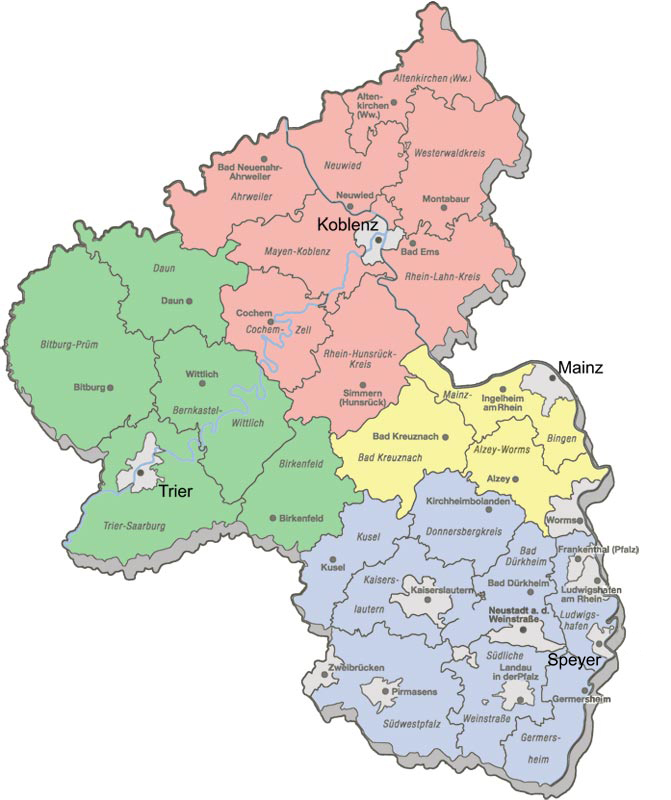 Altenkirchen (Ww.)
Alten-
kirchen
(Ww.)
Neuwied
Westerwaldkreis
Bad Neuenahr-
Ahrweiler
Ahrweiler
Neuwied
Montabaur
Koblenz
Mayen-Koblenz
Bad Ems
Rhein-Lahn-Kreis
Daun
Daun
Cochem
Cochem-
Zell
Bitburg-Prüm
Rhein-Hunsrück-
Kreis
Mainz
Wittlich
Bitburg
Simmern
(Hunsrück)
Mainz-
Ingelheim
am Rhein
Bernkastel-
Wittlich
Bad Kreuznach
Bingen
Alzey-Worms
Bad Kreuznach
Birkenfeld
Alzey
Trier
Kirchheimbolanden
Birkenfeld
Worms
Trier-Saarburg
Kusel
Donnersbergkreis
Bad
Dürkheim
Frankenthal (Pfalz)
Kusel
Kaisers-
lautern
Kaiserslautern
Bad Dürkheim
Ludwigshafen
am Rhein
Neustadt a. d.
Weinstraße
Ludwigs-
hafen
Speyer
Südliche
Zweibrücken
Landau
in derPfalz
Pirmasens
Germersheim
Südwestpfalz
Weinstraße
Germers-
heim